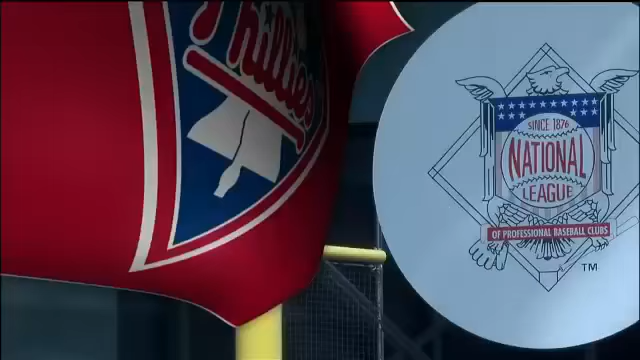 Phillies
SINCE 1876
NATIONAL
LEAGUE
OF PROFESSIONAL BASEBALL CLUBS
TM